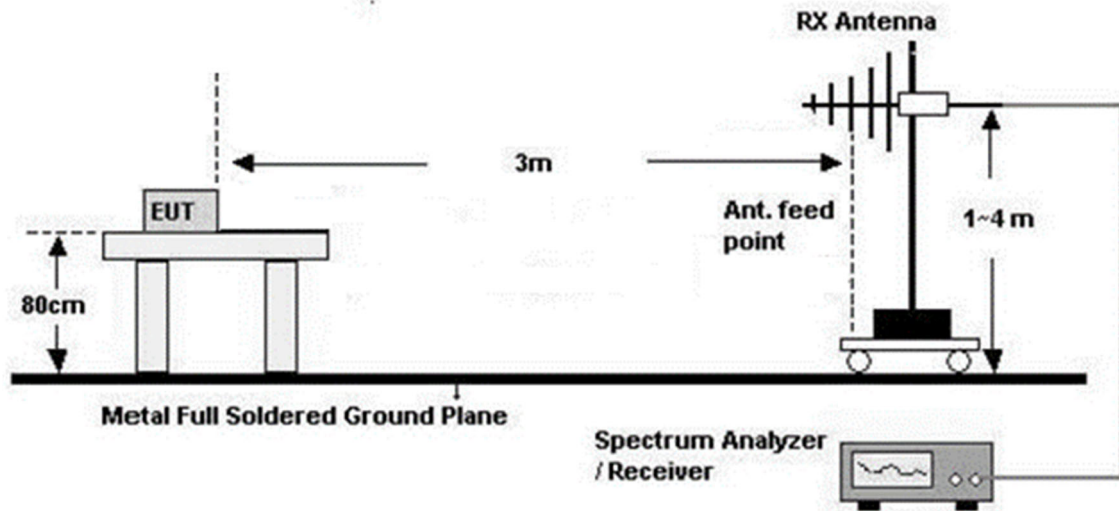 RX Antenna
3m
EUT
Ant. feed
point
1~4 m
80cm
Metal Full Soldered Ground Plane
Spectrum Analyzer
/ Receiver